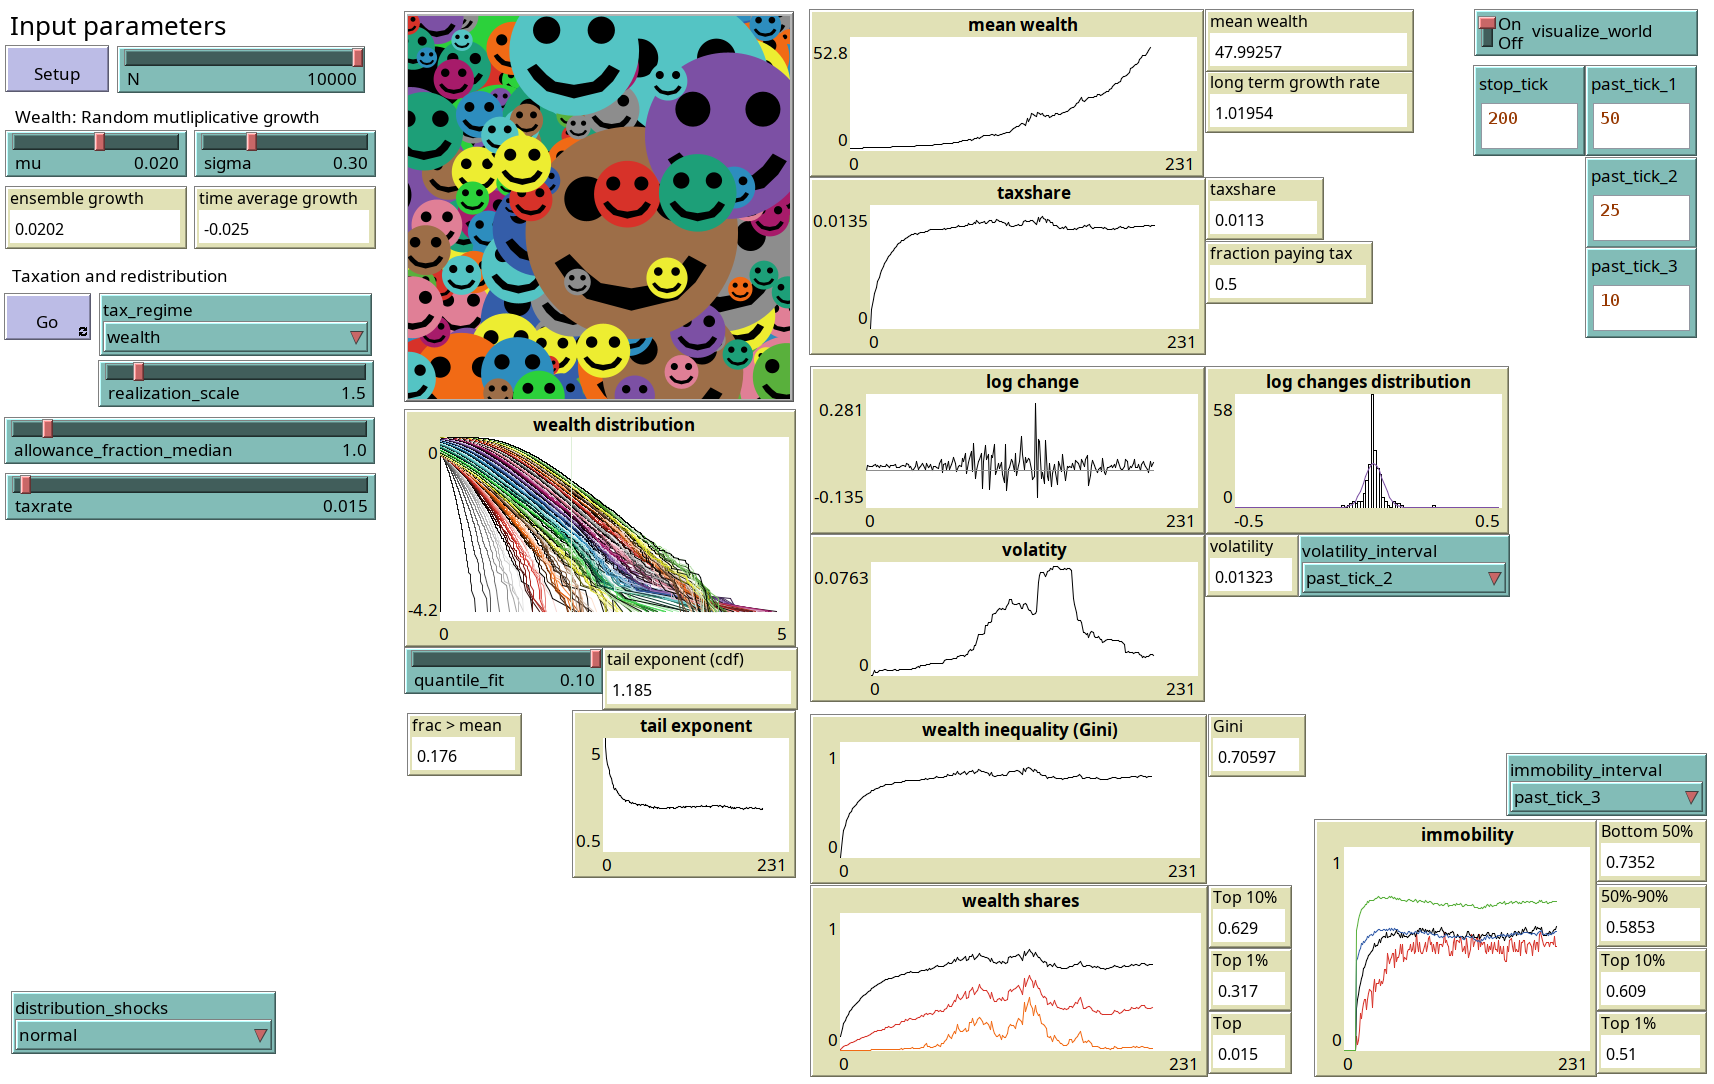 Input parameters
Setup
N 10000
Wealth: Random mutliplicative growth
mu 0.020
sigma 0.30
ensemble growth
0.0202
time average growth
-0.025
Taxation and redistribution
Go
tax_regime
wealth
realization_scale 1.5
allowance_fraction_median 1.0
taxrate 0.015
distribution_shocks
normal
wealth distribution
0
-4.2
0 5
quantile_fit 0.10
tail exponent (cdf)
1.185
frac > mean
0.176
tail exponent
5
0.5
0 231
mean wealth
52.8
0
0 231
mean wealth
47.99257
long term growth rate
1.01954
taxshare
0.0135
0
0 231
taxshare
0.0113
fraction paying tax
0.5
log change
0.281
-0.135
0 231
log changes distribution
58
0
-0.5 0.5
volatity
0.0763
0
0 231
volatility
0.01323
volatility_interval
past_tick_2
wealth inequality (Gini)
1
0
0 231
Gini
0.70597
wealth shares
1
0
0 231
Top 10%
0.629
Top 1%
0.317
Top
0.015
On
Off
visualize_world
stop_tick
200
past_tick_1
50
past_tick_2
25
past_tick_3
10
immobility_interval
past_tick_3
immobility
1
0
0 231
Bottom 50%
0.7352
50%-90%
0.5853
Top 10%
0.609
Top 1%
0.51